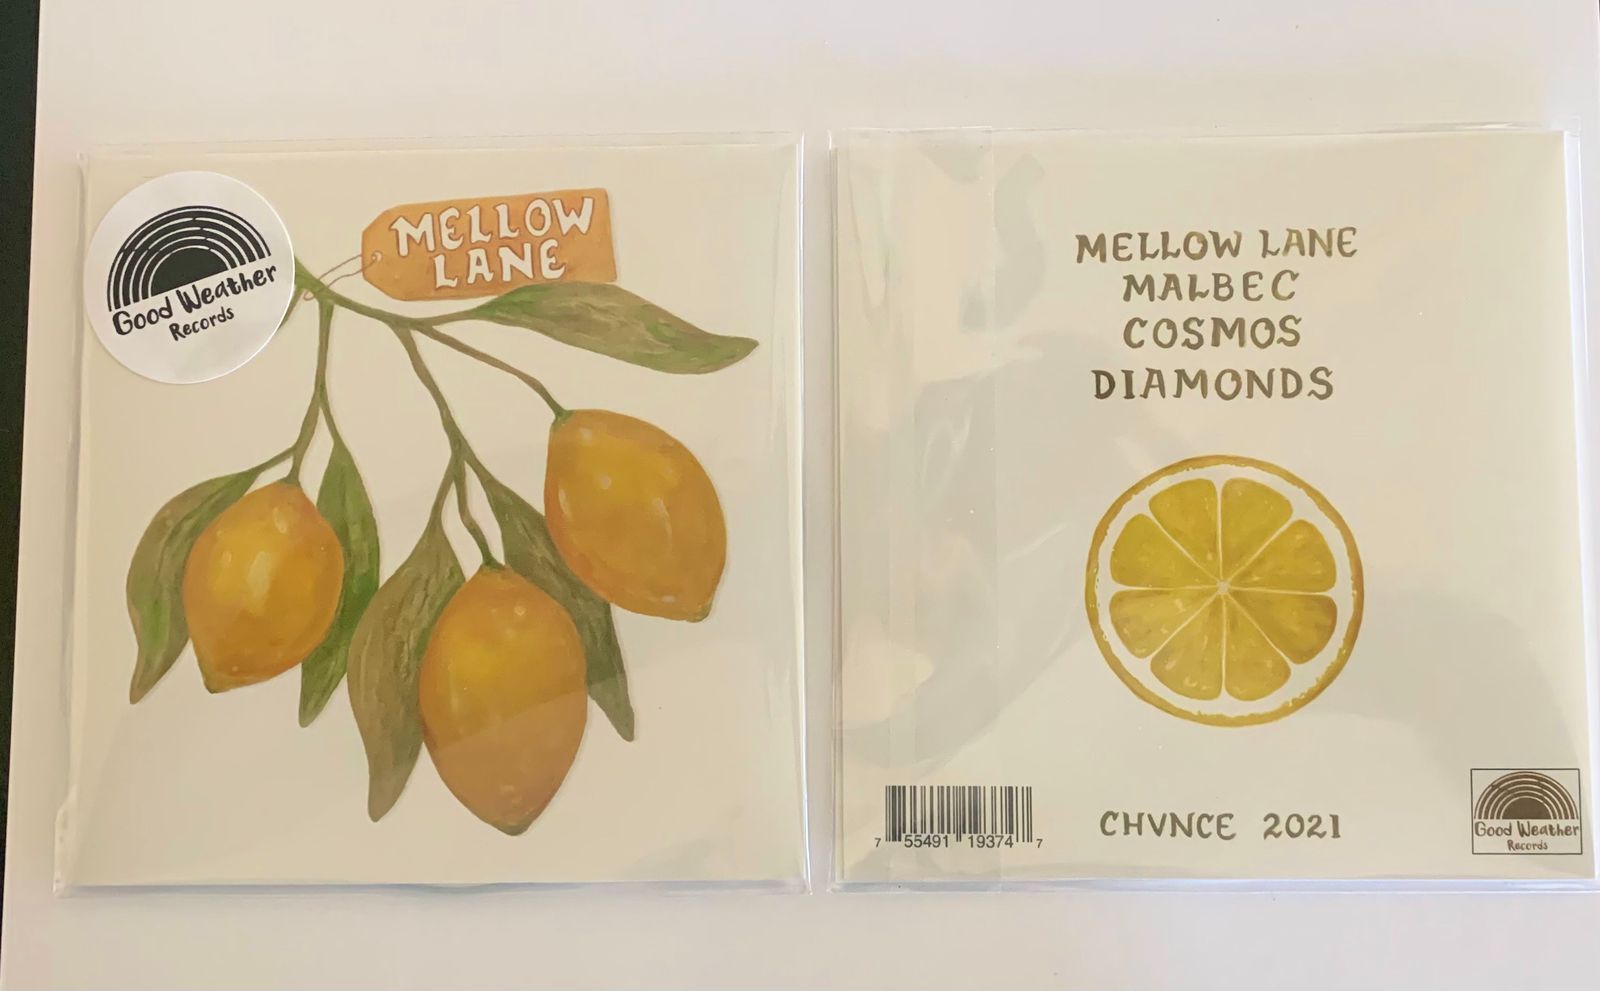 Good Weather
Records
MELLOW
LANE
MELLOW LANE
MALBEC
COSMOS
DIAMONDS
7 55491 19374 7
CHVNCE 2021
Good Weather
Records